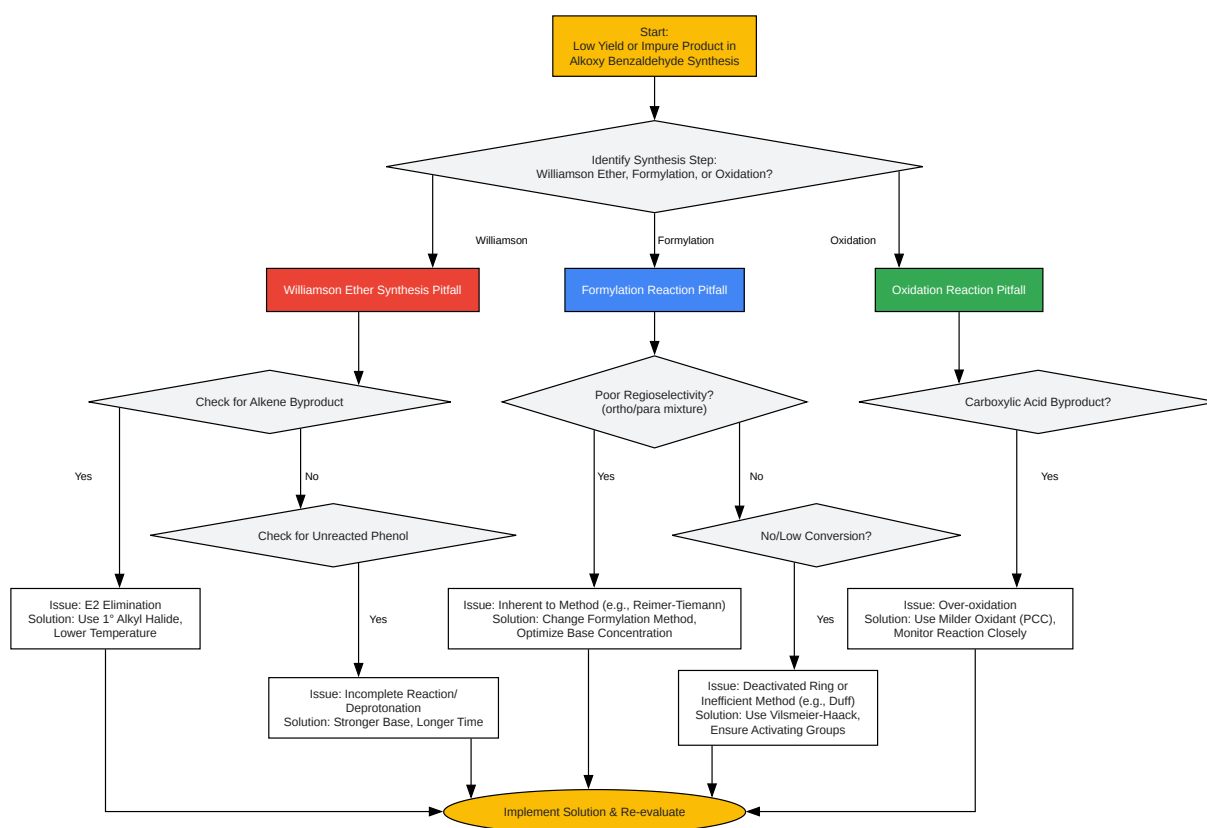 Start:
Low Yield or Impure Product in
Alkoxy Benzaldehyde Synthesis
Identify Synthesis Step:
Williamson Ether, Formylation, or Oxidation?
Williamson
Formylation
Oxidation
Williamson Ether Synthesis Pitfall
Formylation Reaction Pitfall
Oxidation Reaction Pitfall
Check for Alkene Byproduct
Poor Regioselectivity?
(ortho/para mixture)
Carboxylic Acid Byproduct?
Yes
No
Yes
No
Yes
Check for Unreacted Phenol
No/Low Conversion?
Issue: E2 Elimination
Solution: Use 1° Alkyl Halide,
Lower Temperature
Yes
Issue: Inherent to Method (e.g., Reimer-Tiemann)
Solution: Change Formylation Method,
Optimize Base Concentration
Yes
Issue: Over-oxidation
Solution: Use Milder Oxidant (PCC),
Monitor Reaction Closely
Issue: Incomplete Reaction/
Deprotonation
Solution: Stronger Base, Longer Time
Issue: Deactivated Ring or
Inefficient Method (e.g., Duff)
Solution: Use Vilsmeier-Haack,
Ensure Activating Groups
Implement Solution & Re-evaluate